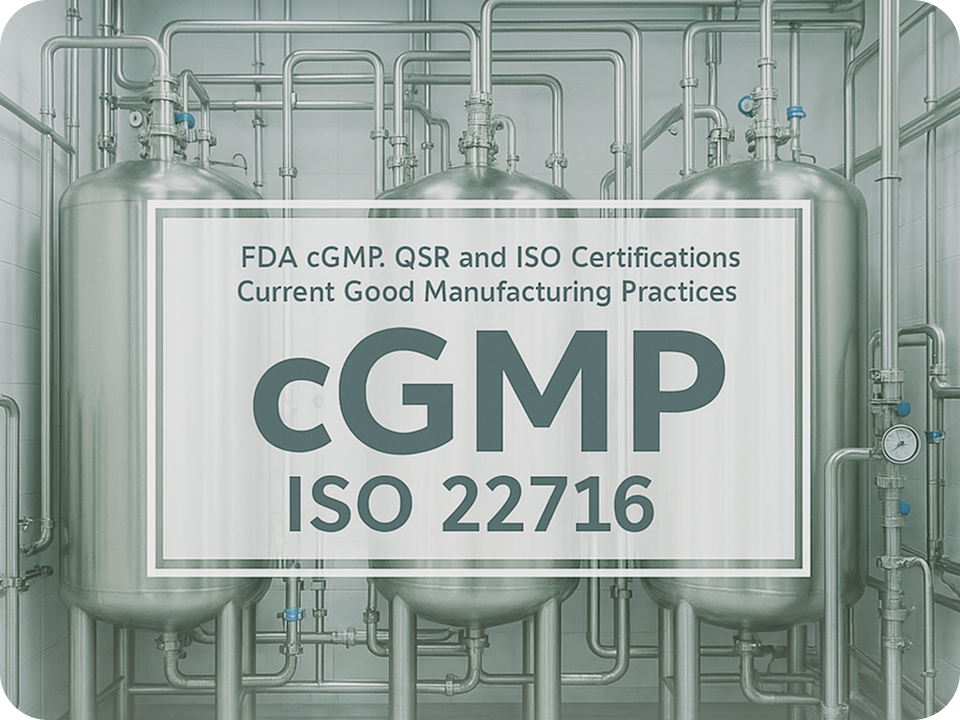 FDA cGMP. QSR and ISO Certifications
Current Good Manufacturing Practices
cGMP
ISO 22716